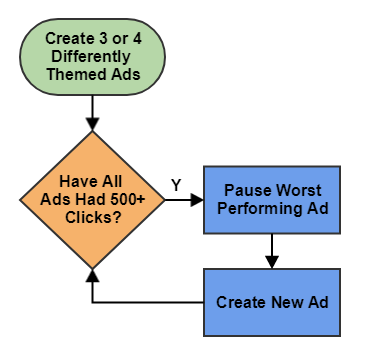 Create 3 or 4
Differently
Themed Ads
Have All
Ads Had 500+
Clicks?
Y
Pause Worst
Performing Ad
Create New Ad